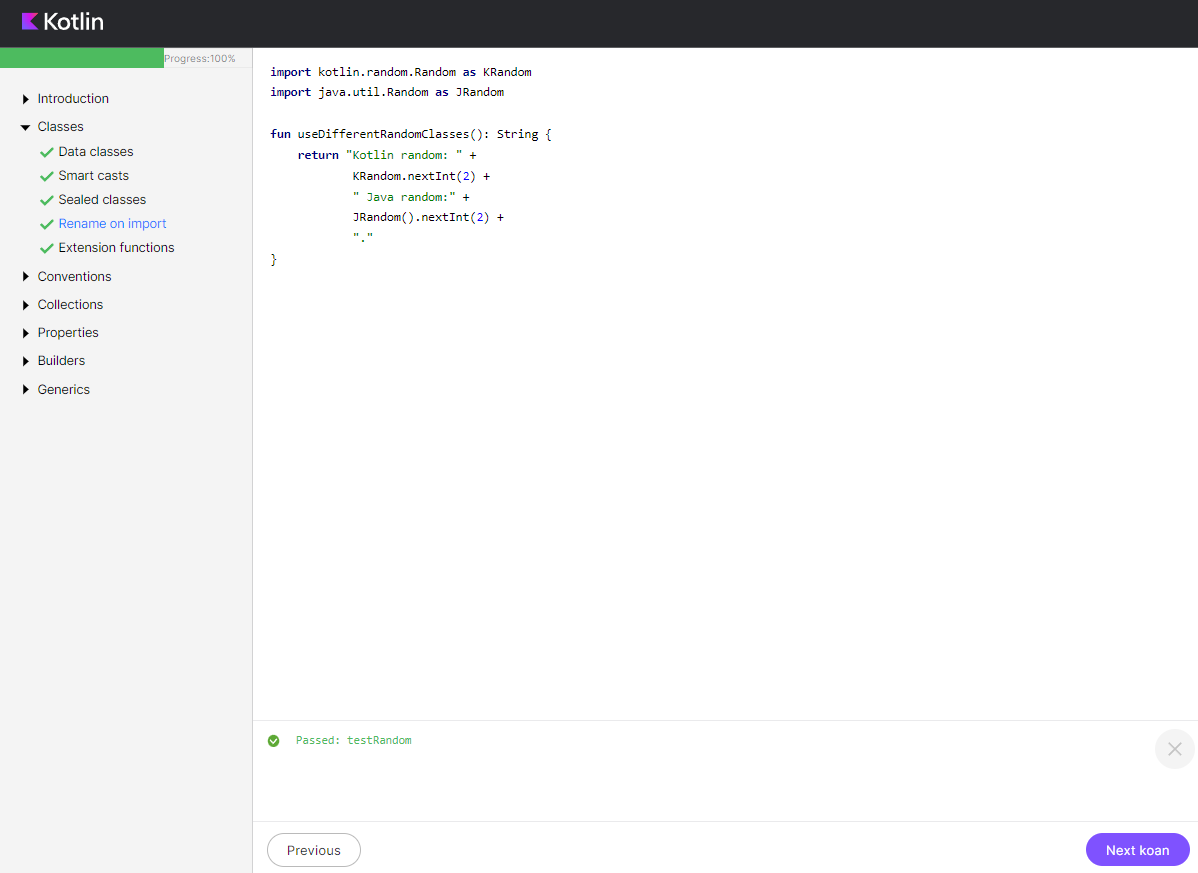 Kotlin
Progress:100%
Introduction
Classes
Data classes
Smart casts
Sealed classes
Rename on import
Extension functions
Conventions
Collections
Properties
Builders
Generics
import kotlin.random.Random as KRandom
import java.util.Random as JRandom
fun useDifferentRandomClasses(): String {
    return "Kotlin random: " +
            KRandom.nextInt(2) +
            " Java random:" +
            JRandom().nextInt(2) +
            "."
}
Passed: testRandom
Previous
Next koan